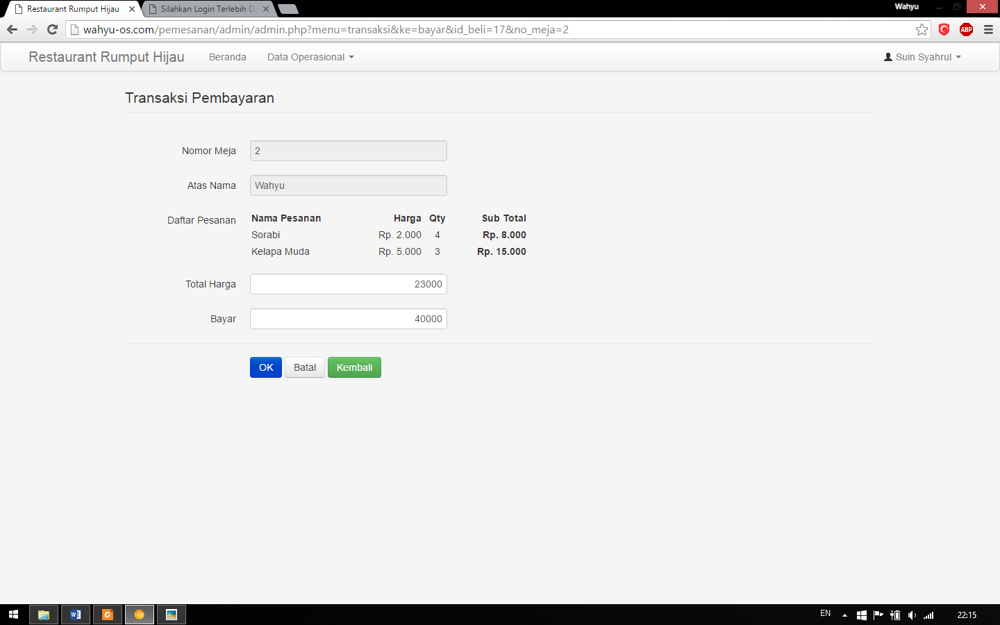 Restaurant Rumput Hijau
Silahkan Login Terlebih
Wahyu
wahyu-os.com/pemesanan/admin/admin.php?menu=transaksi&ke=bayar&id_beli=17&no_meja=2
ABP
Restaurant Rumput Hijau Beranda Data Operasional Suin Syahrul
Transaksi Pembayaran
Nomor Meja 2
Atas Nama Wahyu
Daftar Pesanan Nama Pesanan Harga Qty Sub Total
Sorabi Rp. 2.000 4 Rp. 8.000
Kelapa Muda Rp. 5.000 3 Rp. 15.000
Total Harga 23000
Bayar 40000
OK Batal Kembali
EN 22:15